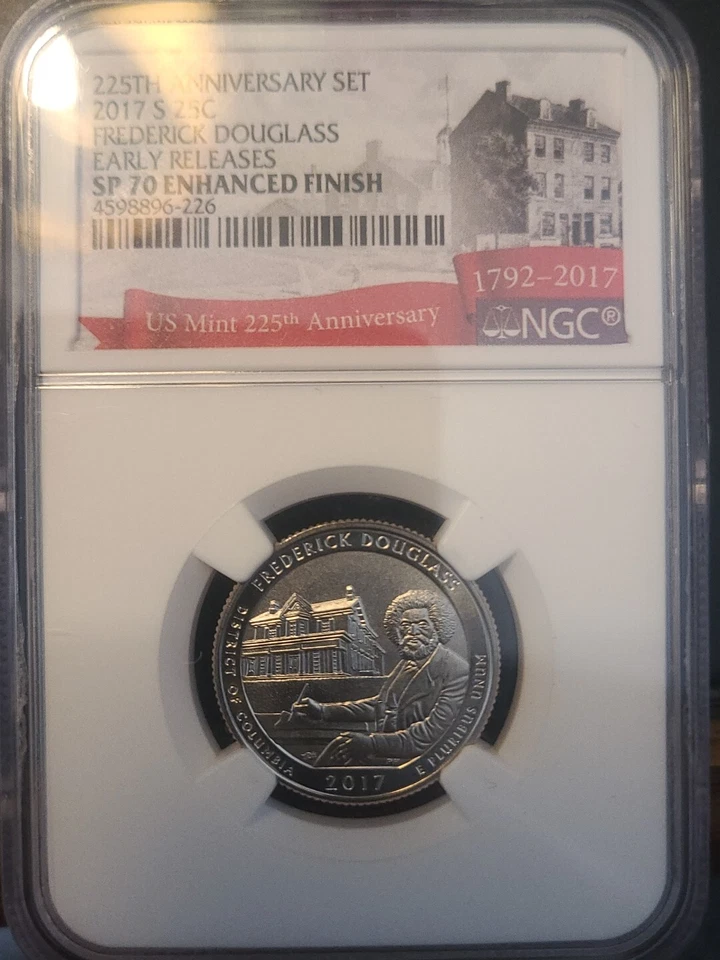 225TH ANNIVERSARY SET
2017 S 25C
FREDERICK DOUGLASS
EARLY RELEASES
SP 70 ENHANCED FINISH
4598896-226
1792-2017
US Mint 225th Anniversary
NGC®
FREDERICK DOUGLASS
DISTRICT OF COLUMBIA
2017
E PLURIBUS UNUM